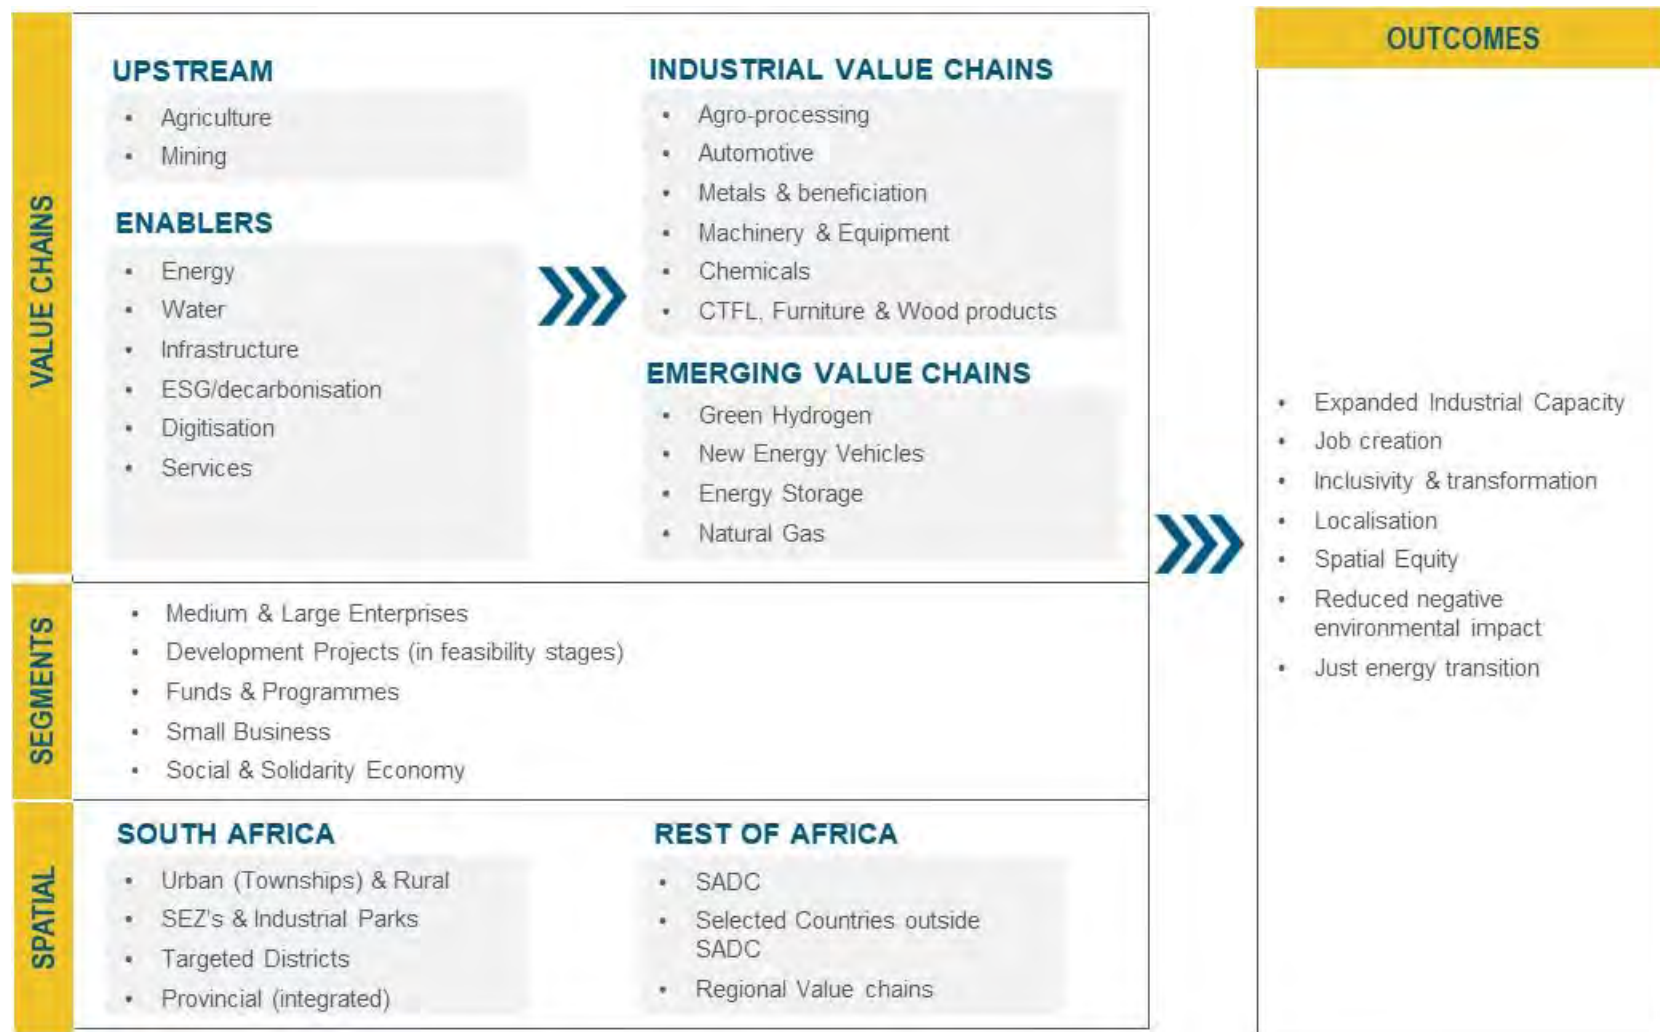 VALUE CHAINS
UPSTREAM
• Agriculture
• Mining
ENABLERS
• Energy
• Water
• Infrastructure
• ESG/decarbonisation
• Digitisation
• Services
INDUSTRIAL VALUE CHAINS
• Agro-processing
• Automotive
• Metals & beneficiation
• Machinery & Equipment
• Chemicals
• CTFL, Furniture & Wood products
EMERGING VALUE CHAINS
• Green Hydrogen
• New Energy Vehicles
• Energy Storage
• Natural Gas
SEGMENTS
• Medium & Large Enterprises
• Development Projects (in feasibility stages)
• Funds & Programmes
• Small Business
• Social & Solidarity Economy
SPATIAL
SOUTH AFRICA
• Urban (Townships) & Rural
• SEZ's & Industrial Parks
• Targeted Districts
• Provincial (integrated)
REST OF AFRICA
• SADC
• Selected Countries outside
SADC
• Regional Value chains
OUTCOMES
• Expanded Industrial Capacity
• Job creation
• Inclusivity & transformation
• Localisation
• Spatial Equity
• Reduced negative
environmental impact
• Just energy transition